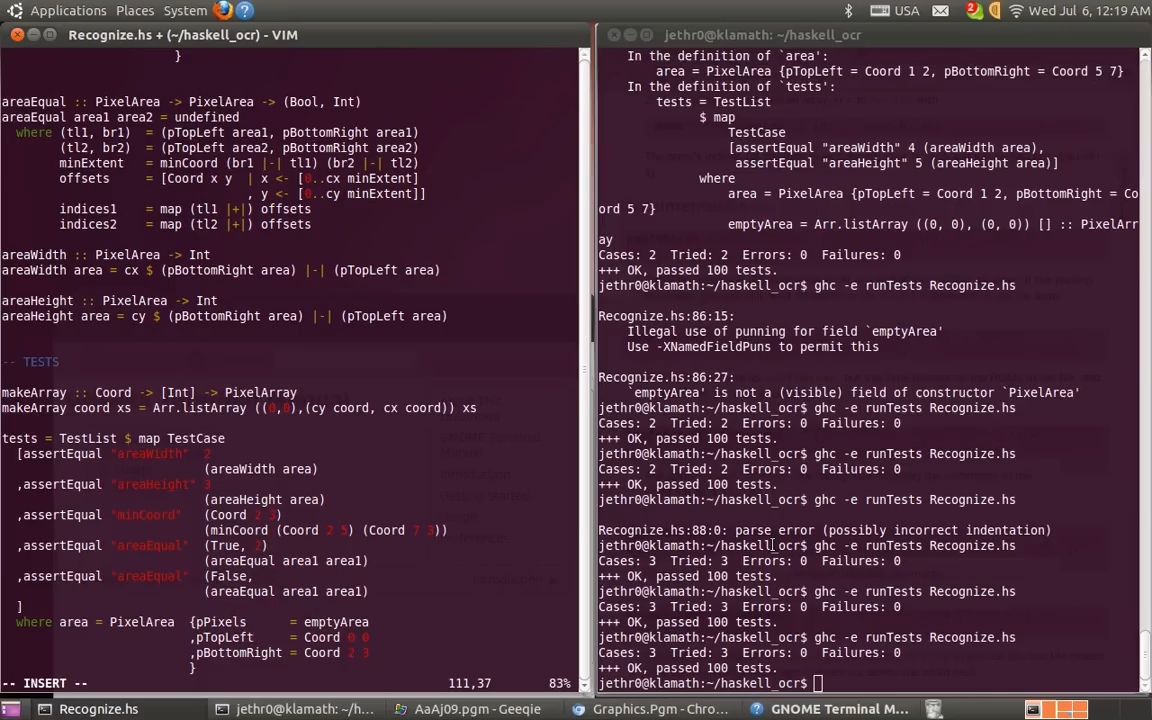 Applications Places System USA 2 Wed Jul 6, 12:19 AM
Recognize.hs + (~/haskell_ocr) - VIM
}
areaEqual :: PixelArea -> PixelArea -> (Bool, Int)
areaEqual area1 area2 = undefined
where (tl1, br1) = (pTopLeft area1, pBottomRight area1)
(tl2, br2) = (pTopLeft area2, pBottomRight area2)
minExtent = minCoord (br1 |-| tl1) (br2 |-| tl2)
offsets = [Coord x y | x <- [0..cx minExtent]
, y <- [0..cy minExtent]]
indices1 = map (tl1 |+|) offsets
indices2 = map (tl2 |+|) offsets
areaWidth :: PixelArea -> Int
areaWidth area = cx $ (pBottomRight area) |-| (pTopLeft area)
areaHeight :: PixelArea -> Int
areaHeight area = cy $ (pBottomRight area) |-| (pTopLeft area)
-- TESTS
makeArray :: Coord -> [Int] -> PixelArray
makeArray coord xs = Arr.listArray ((0,0),(cy coord, cx coord)) xs
tests = TestList $ map TestCase
[assertEqual "areaWidth" 2
(areaWidth area)
,assertEqual "areaHeight" 3
(areaHeight area)
,assertEqual "minCoord" (Coord 2 3)
(minCoord (Coord 2 5) (Coord 7 3))
,assertEqual "areaEqual" (True, 2)
(areaEqual area1 area1)
,assertEqual "areaEqual" (False,
(areaEqual area1 area1)
]
where area = PixelArea {pPixels = emptyArea
,pTopLeft = Coord 0 0
,pBottomRight = Coord 2 3
}
-- INSERT -- 111,37 83%
jethr0@klamath: ~/haskell_ocr
In the definition of `area':
area = PixelArea {pTopLeft = Coord 1 2, pBottomRight = Coord 5 7}
In the definition of `tests':
tests = TestList
$ map
TestCase
[assertEqual "areaWidth" 4 (areaWidth area),
assertEqual "areaHeight" 5 (areaHeight area)]
where
area = PixelArea {pTopLeft = Coord 1 2, pBottomRight = Co
ord 5 7}
emptyArea = Arr.listArray ((0, 0), (0, 0)) [] :: PixelArr
ay
Cases: 2 Tried: 2 Errors: 0 Failures: 0
+++ OK, passed 100 tests.
jethr0@klamath:~/haskell_ocr$ ghc -e runTests Recognize.hs
Recognize.hs:86:15:
Illegal use of punning for field `emptyArea'
Use -XNamedFieldPuns to permit this
Recognize.hs:86:27:
`emptyArea' is not a (visible) field of constructor `PixelArea'
jethr0@klamath:~/haskell_ocr$ ghc -e runTests Recognize.hs
Cases: 2 Tried: 2 Errors: 0 Failures: 0
+++ OK, passed 100 tests.
jethr0@klamath:~/haskell_ocr$ ghc -e runTests Recognize.hs
Cases: 2 Tried: 2 Errors: 0 Failures: 0
+++ OK, passed 100 tests.
jethr0@klamath:~/haskell_ocr$ ghc -e runTests Recognize.hs
Recognize.hs:88:0: parse error (possibly incorrect indentation)
jethr0@klamath:~/haskell_ocr$ ghc -e runTests Recognize.hs
Cases: 3 Tried: 3 Errors: 0 Failures: 0
+++ OK, passed 100 tests.
jethr0@klamath:~/haskell_ocr$ ghc -e runTests Recognize.hs
Cases: 3 Tried: 3 Errors: 0 Failures: 0
+++ OK, passed 100 tests.
jethr0@klamath:~/haskell_ocr$ ghc -e runTests Recognize.hs
Cases: 3 Tried: 3 Errors: 0 Failures: 0
+++ OK, passed 100 tests.
jethr0@klamath:~/haskell_ocr$
Recognize.hs jethr0@klamath: ~/h... AaAj09.pgm - Geeqie Graphics.Pgm - Chro... GNOME Terminal M...